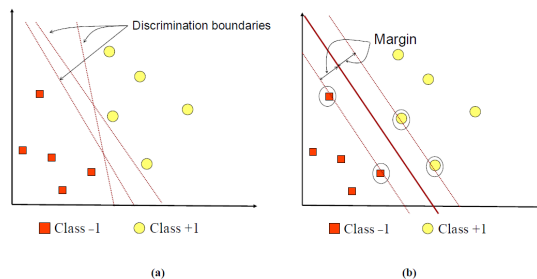 (a)
Discrimination boundaries
Class –1
Class +1
(a)
(b)
Margin
Class –1
Class +1
(b)